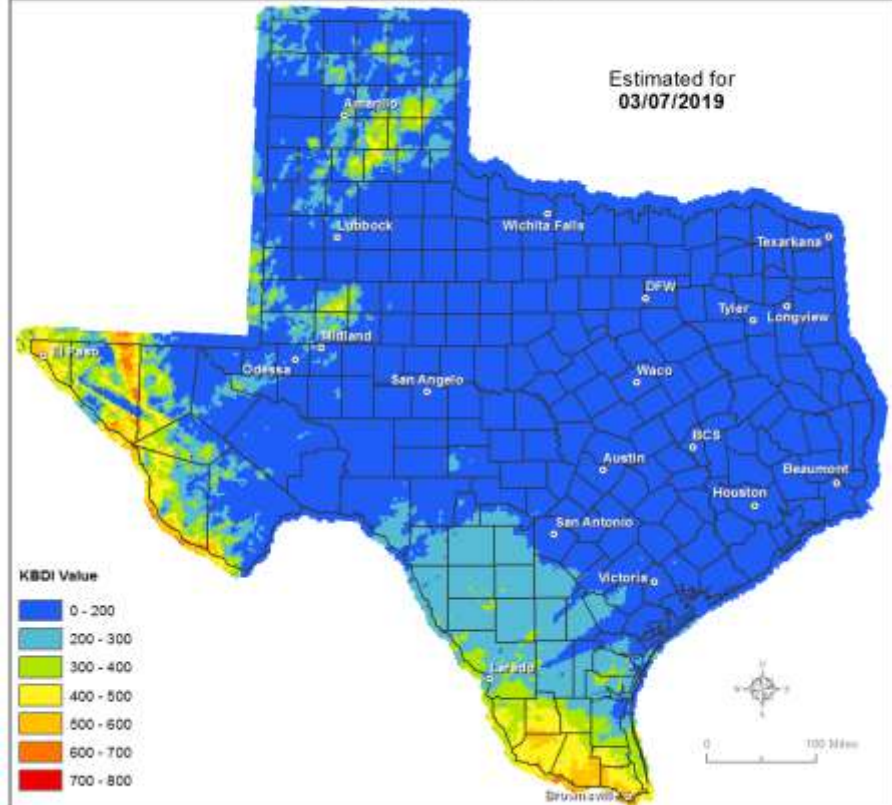 Estimated for
03/07/2019
Amarillo
Lubbock
Wichita Falls
Texarkana
DFW
Tyler
Longview
Midland
El Paso
Odessa
San Angelo
Waco
BCS
Austin
Beaumont
Houston
San Antonio
Victoria
Laredo
Brownsville
KBDI Value
0 - 200
200 - 300
300 - 400
400 - 500
500 - 600
600 - 700
700 - 800
0
100 Miles